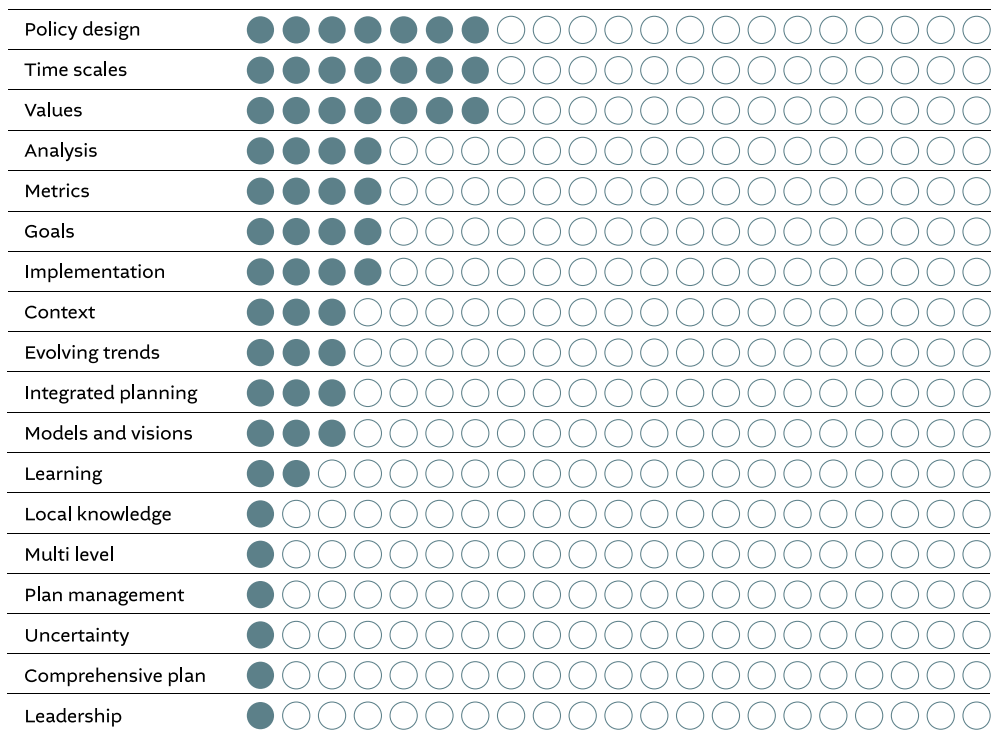 Policy design
Time scales
Values
Analysis
Metrics
Goals
Implementation
Context
Evolving trends
Integrated planning
Models and visions
Learning
Local knowledge
Multi level
Plan management
Uncertainty
Comprehensive plan
Leadership